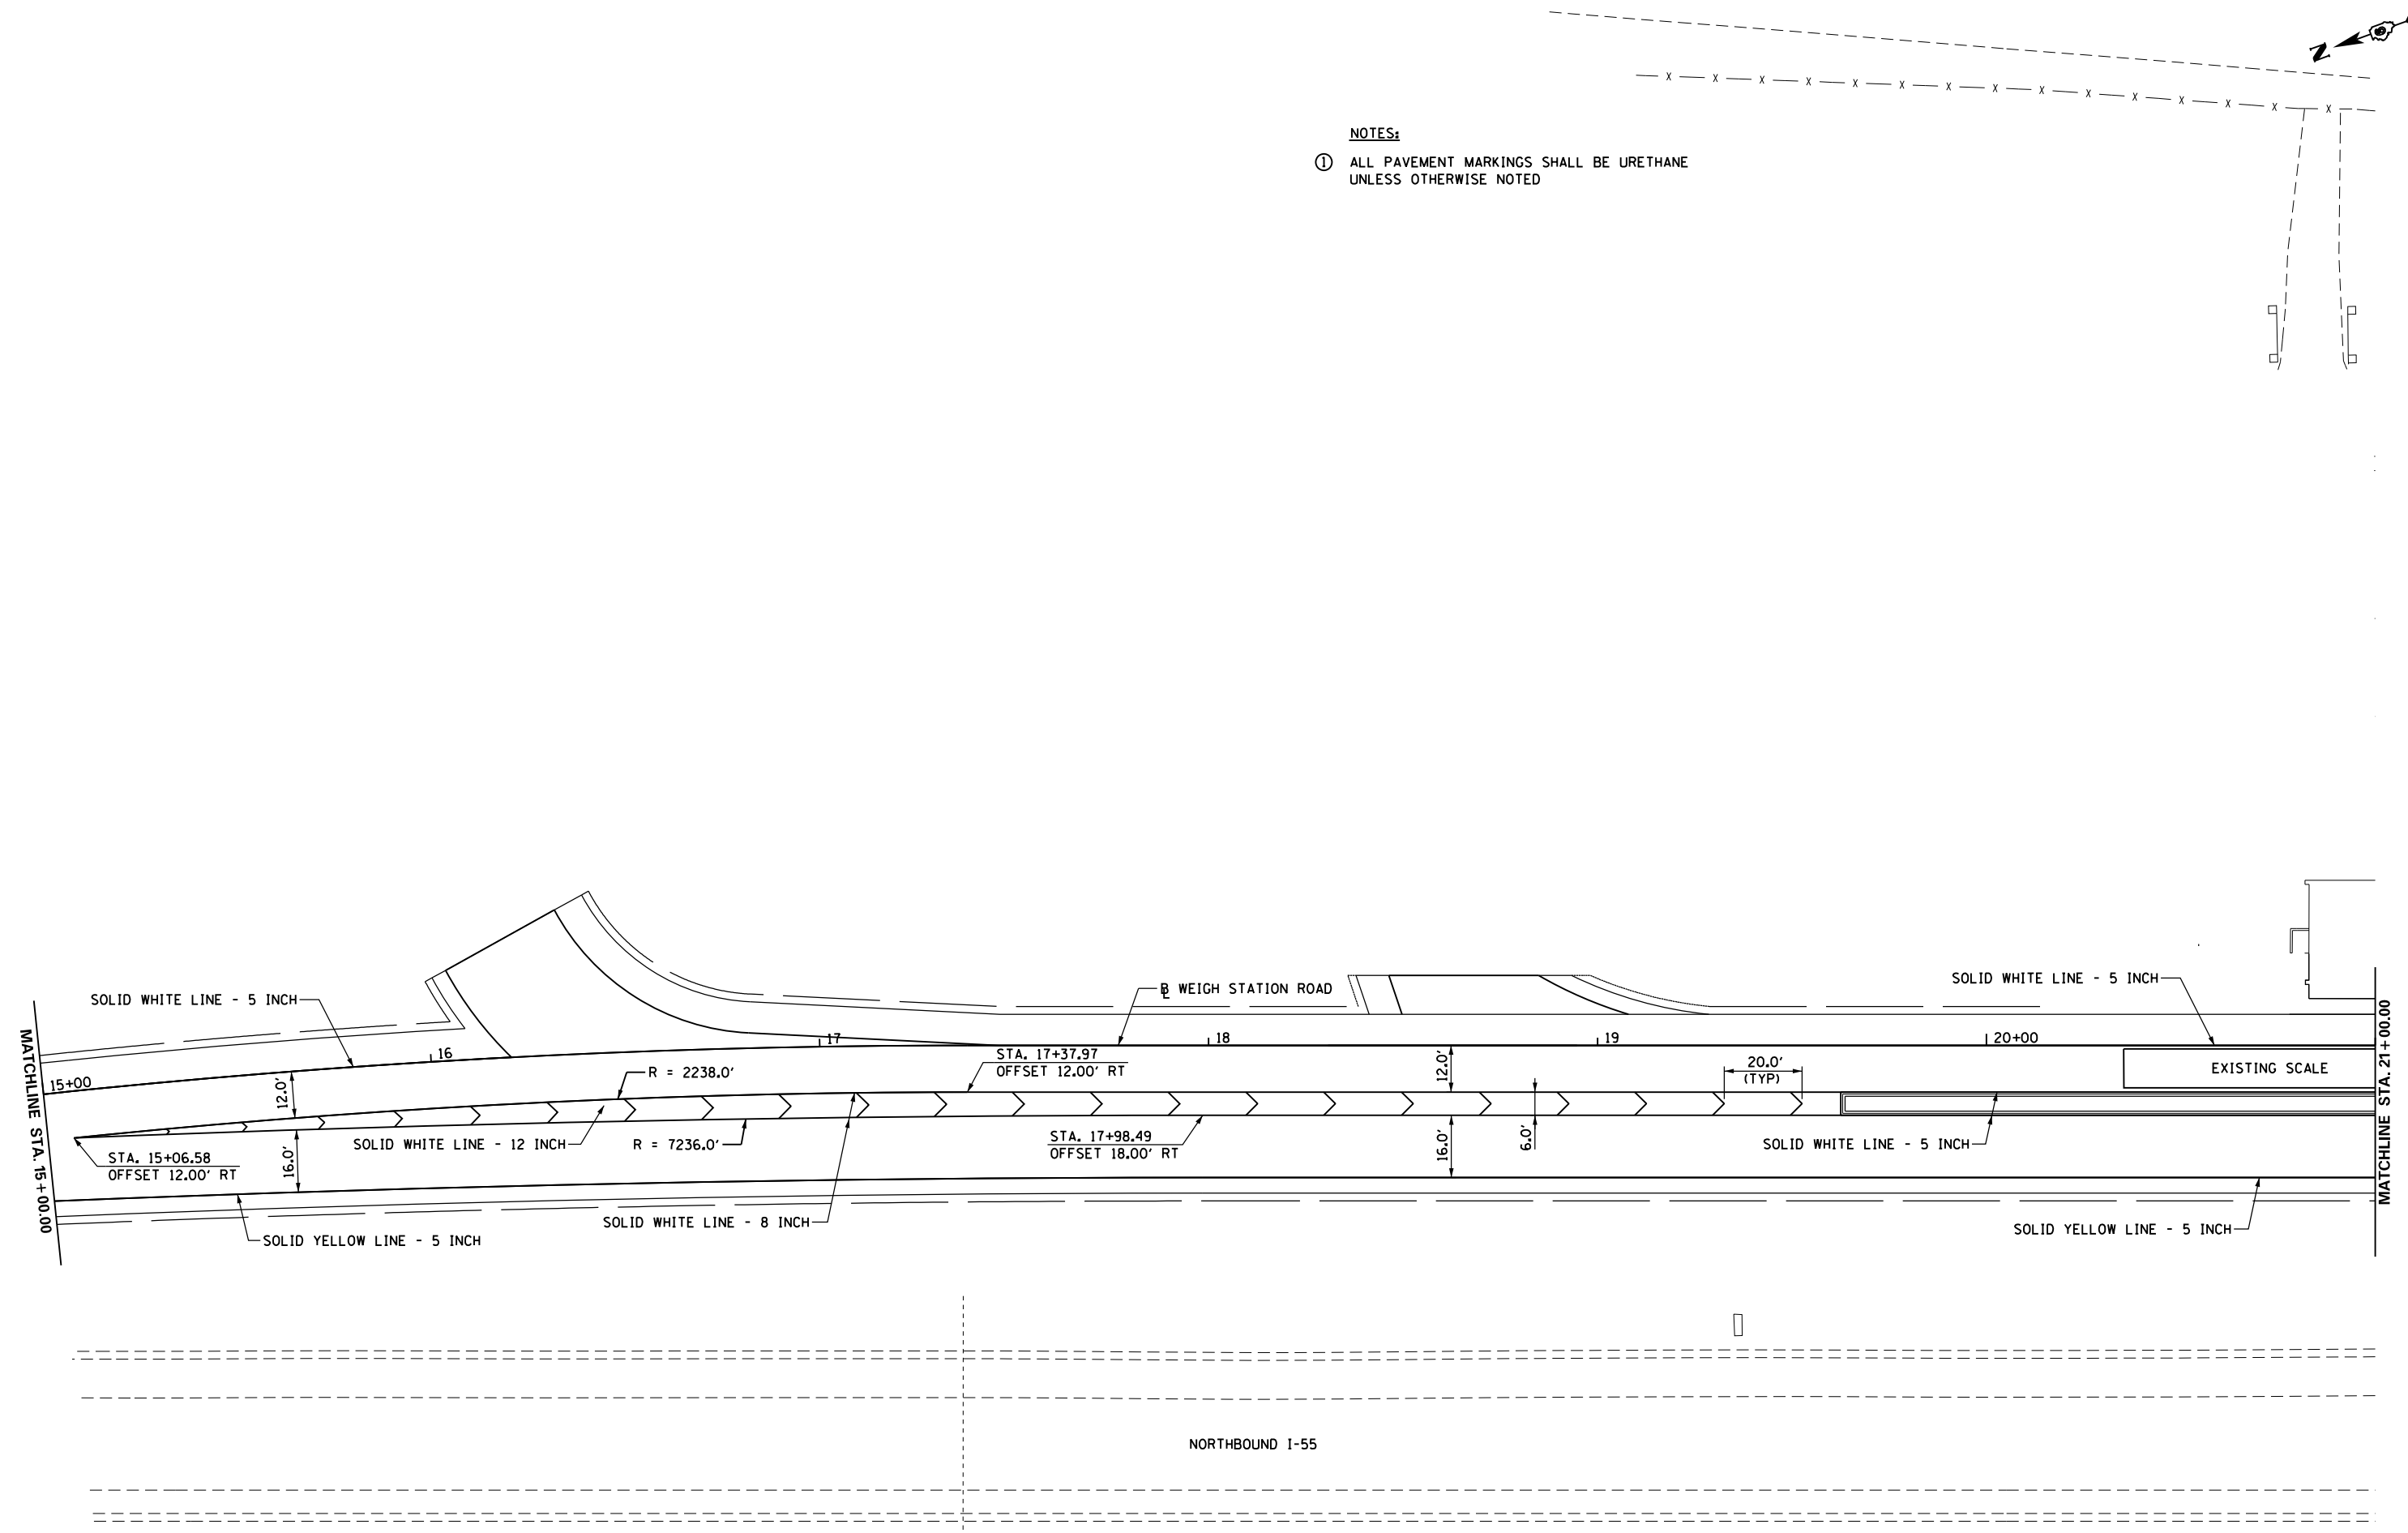 N
NOTES:
1 ALL PAVEMENT MARKINGS SHALL BE URETHANE
UNLESS OTHERWISE NOTED
X X X X X X X X X X X X X X X
SOLID WHITE LINE - 5 INCH
BL WEIGH STATION ROAD
SOLID WHITE LINE - 5 INCH
MATCHLINE STA. 15+00.00
15+00
16
17
18
19
20+00
MATCHLINE STA. 21+00.00
12.0'
R = 2238.0'
STA. 17+37.97
OFFSET 12.00' RT
12.0'
20.0'
(TYP)
EXISTING SCALE
STA. 15+06.58
OFFSET 12.00' RT
16.0'
SOLID WHITE LINE - 12 INCH
R = 7236.0'
STA. 17+98.49
OFFSET 18.00' RT
16.0'
6.0'
SOLID WHITE LINE - 5 INCH
SOLID YELLOW LINE - 5 INCH
SOLID WHITE LINE - 8 INCH
SOLID YELLOW LINE - 5 INCH
NORTHBOUND I-55